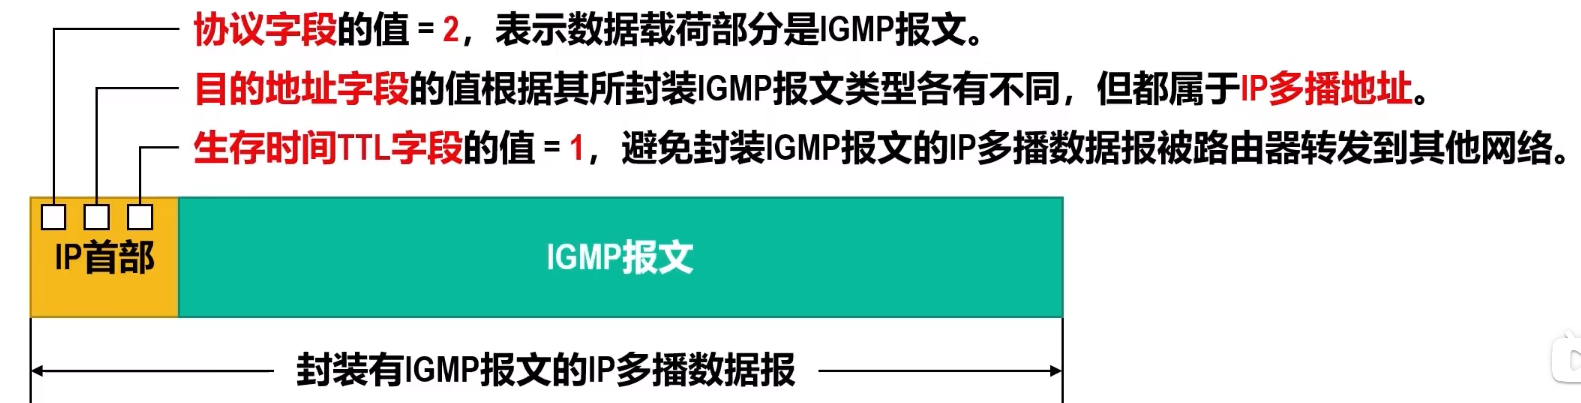 协议字段的值 = 2，表示数据载荷部分是IGMP报文。
目的地址字段的值根据其所封装IGMP报文类型各有不同，但都属于IP多播地址。
生存时间TTL字段的值 = 1，避免封装IGMP报文的IP多播数据报被路由器转发到其他网络。
IP首部
IGMP报文
封装有IGMP报文的IP多播数据报